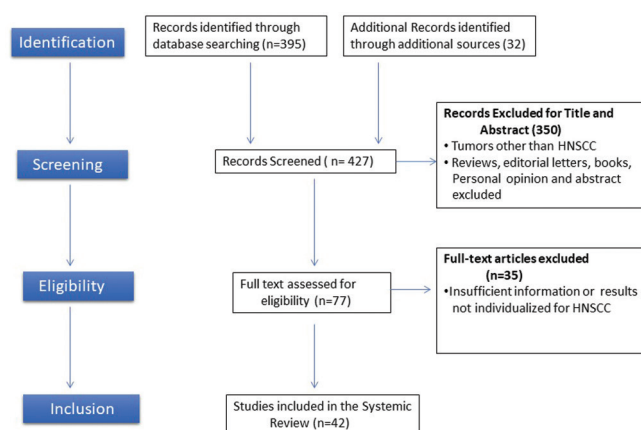 Identification
Records identified through
database searching (n=395)
Additional Records identified
through additional sources (32)
Records Excluded for Title and
Abstract (350)
• Tumors other than HNSCC
• Reviews, editorial letters, books,
Personal opinion and abstract
excluded
Screening
Records Screened ( n= 427)
Full-text articles excluded
(n=35)
•Insufficient information or results
not individualized for HNSCC
Eligibility
Full text assessed for
eligibility (n=77)
Inclusion
Studies included in the Systemic
Review (n=42)